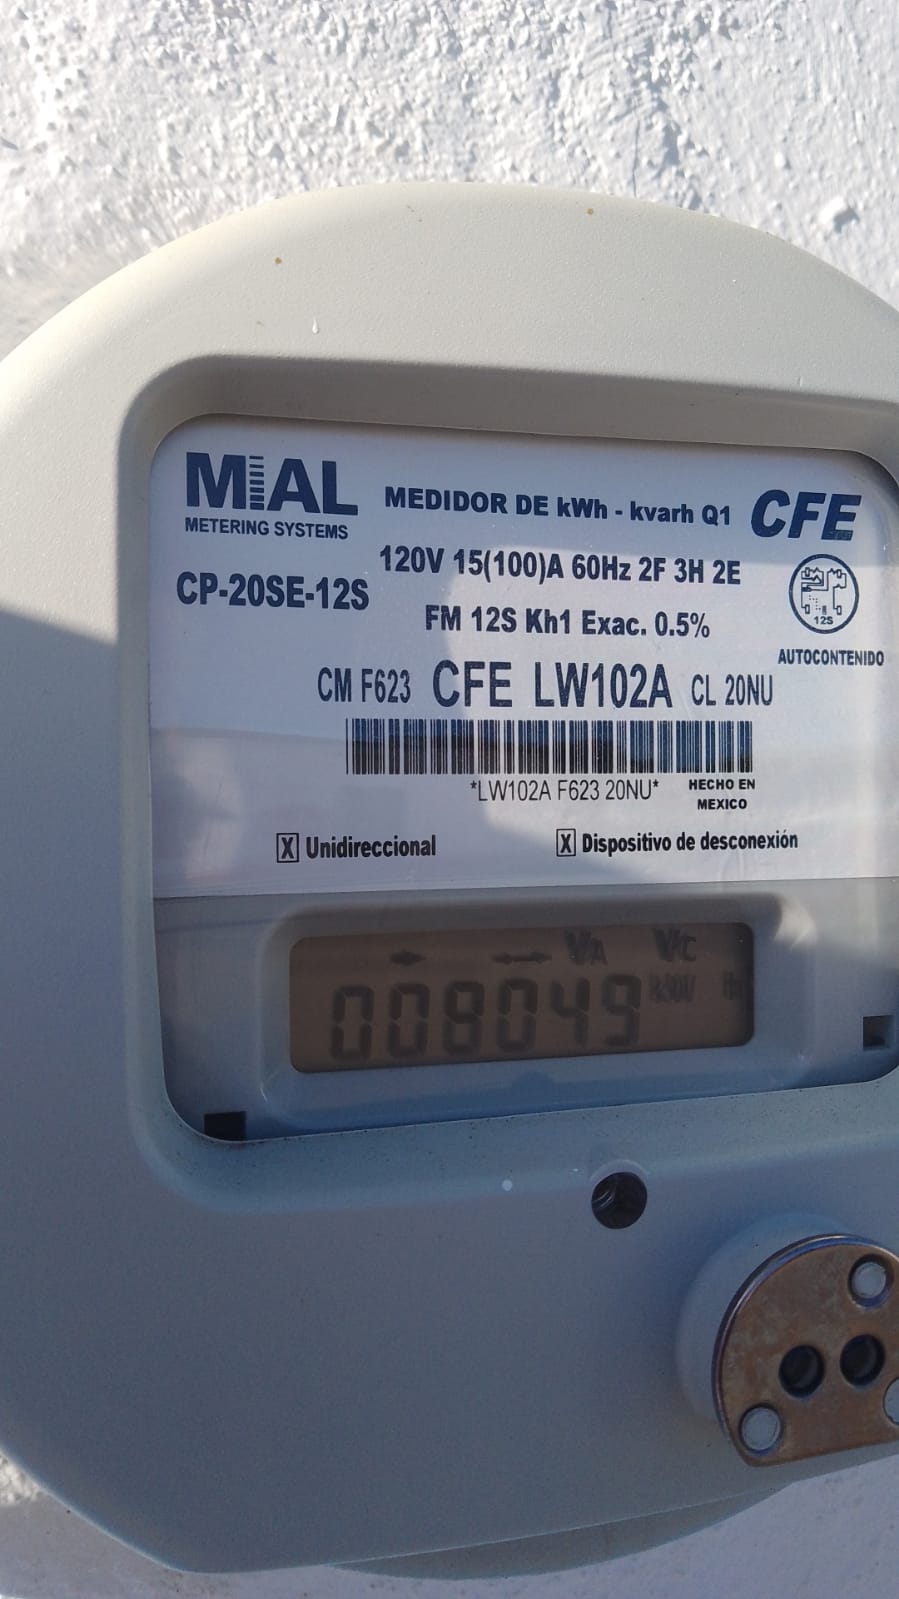 MIAL
METERING SYSTEMS
MEDIDOR DE kWh - kvarh Q1
CFE
120V 15(100)A 60Hz 2F 3H 2E
CP-20SE-12S
FM 12S Kh1 Exac. 0.5%
12S
AUTOCONTENIDO
CM F623 CFE LW102A CL 20NU
*LW102A F623 20NU*
HECHO EN
MEXICO
X Unidireccional
X Dispositivo de desconexión
VA VC
008049